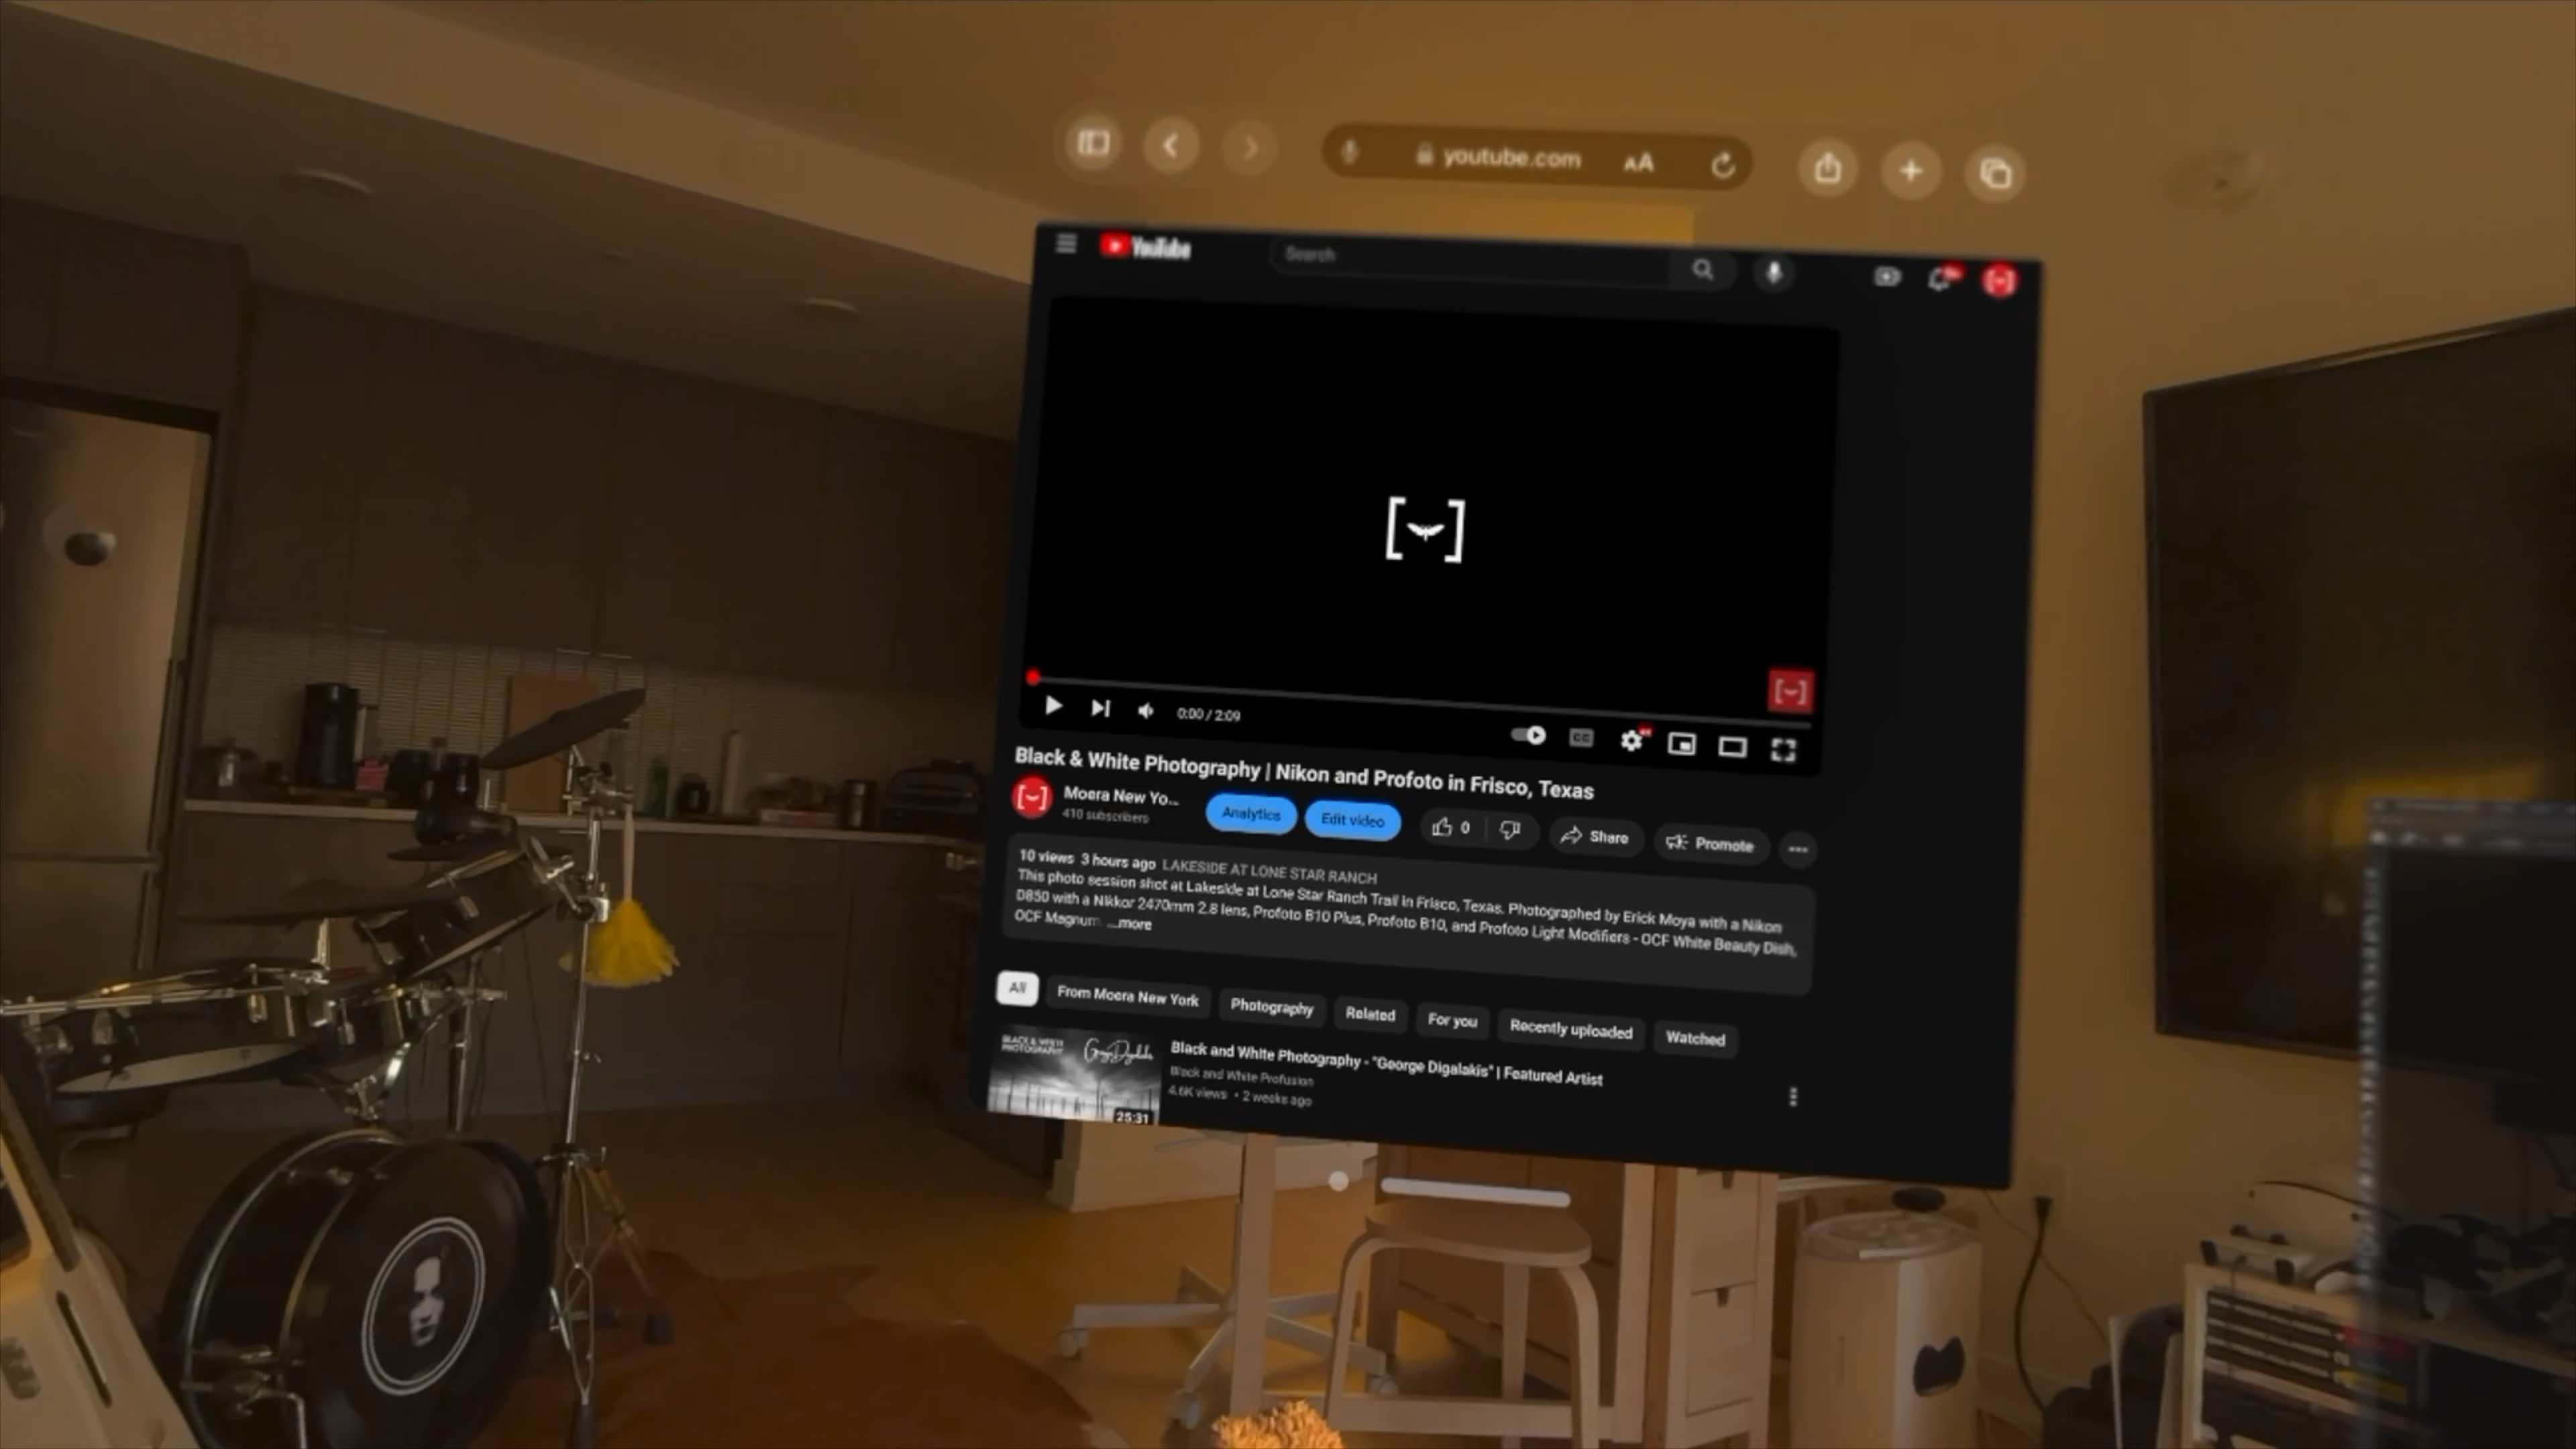 youtube.com AA
YouTube
Search
[ ]
0:00 / 2:09
CC
Black & White Photography | Nikon and Profoto in Frisco, Texas
Moera New Yo...
410 subscribers
Analytics
Edit video
0
Share
Promote
10 views 3 hours ago LAKESIDE AT LONE STAR RANCH
This photo session shot at Lakeside at Lone Star Ranch Trail in Frisco, Texas. Photographed by Erick Moya with a Nikon
D850 with a Nikkor 2470mm 2.8 lens, Profoto B10 Plus, Profoto B10, and Profoto Light Modifiers - OCF White Beauty Dish,
OCF Magnum ...more
All
From Moera New York
Photography
Related
For you
Recently uploaded
Watched
BLACK & WHITE
PHOTOGRAPHY
25:31
Black and White Photography - "George Digalakis" | Featured Artist
Black and White Profusion
4.6K views • 2 weeks ago